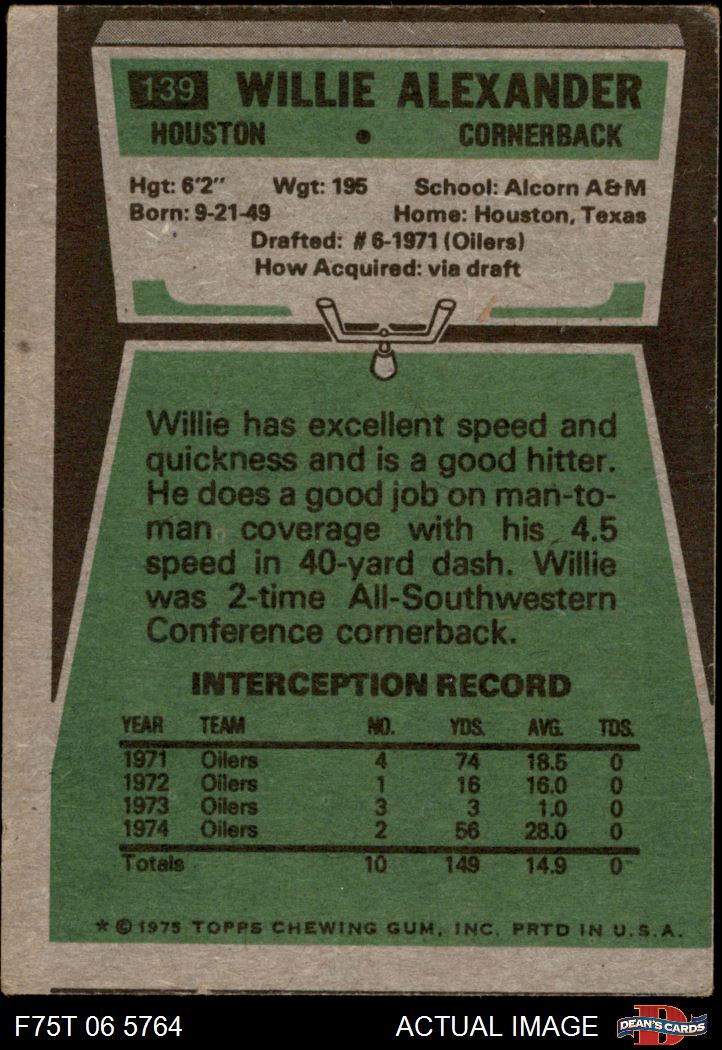 139 WILLIE ALEXANDER
HOUSTON • CORNERBACK
Hgt: 6'2" Wgt: 195 School: Alcorn A&M
Born: 9-21-49 Home: Houston, Texas
Drafted: #6-1971 (Oilers)
How Acquired: via draft
Willie has excellent speed and
quickness and is a good hitter.
He does a good job on man-to-
man coverage with his 4.5
speed in 40-yard dash. Willie
was 2-time All-Southwestern
Conference cornerback.
INTERCEPTION RECORD
YEAR TEAM NO. YDS. AVG. TDS.
1971 Oilers 4 74 18.5 0
1972 Oilers 1 16 16.0 0
1973 Oilers 3 3 1.0 0
1974 Oilers 2 56 28.0 0
Totals 10 149 14.9 0
* © 1975 TOPPS CHEWING GUM, INC. PRTD IN U.S.A.
F75T 06 5764 ACTUAL IMAGE D DEAN'S CARDS